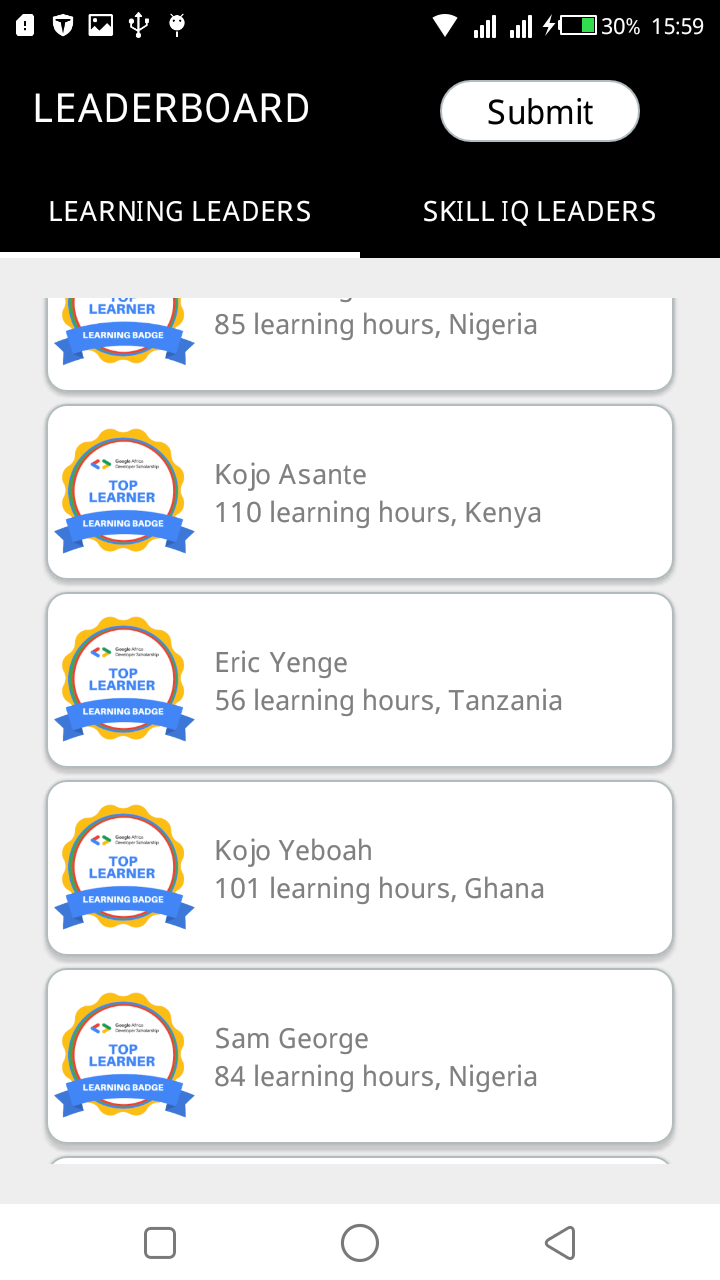 30% 15:59
LEADERBOARD
Submit
LEARNING LEADERS
SKILL IQ LEADERS
TOP
LEARNER
LEARNING BADGE
85 learning hours, Nigeria
Google Africa
Developer Scholarship
TOP
LEARNER
LEARNING BADGE
Kojo Asante
110 learning hours, Kenya
Google Africa
Developer Scholarship
TOP
LEARNER
LEARNING BADGE
Eric Yenge
56 learning hours, Tanzania
Google Africa
Developer Scholarship
TOP
LEARNER
LEARNING BADGE
Kojo Yeboah
101 learning hours, Ghana
Google Africa
Developer Scholarship
TOP
LEARNER
LEARNING BADGE
Sam George
84 learning hours, Nigeria